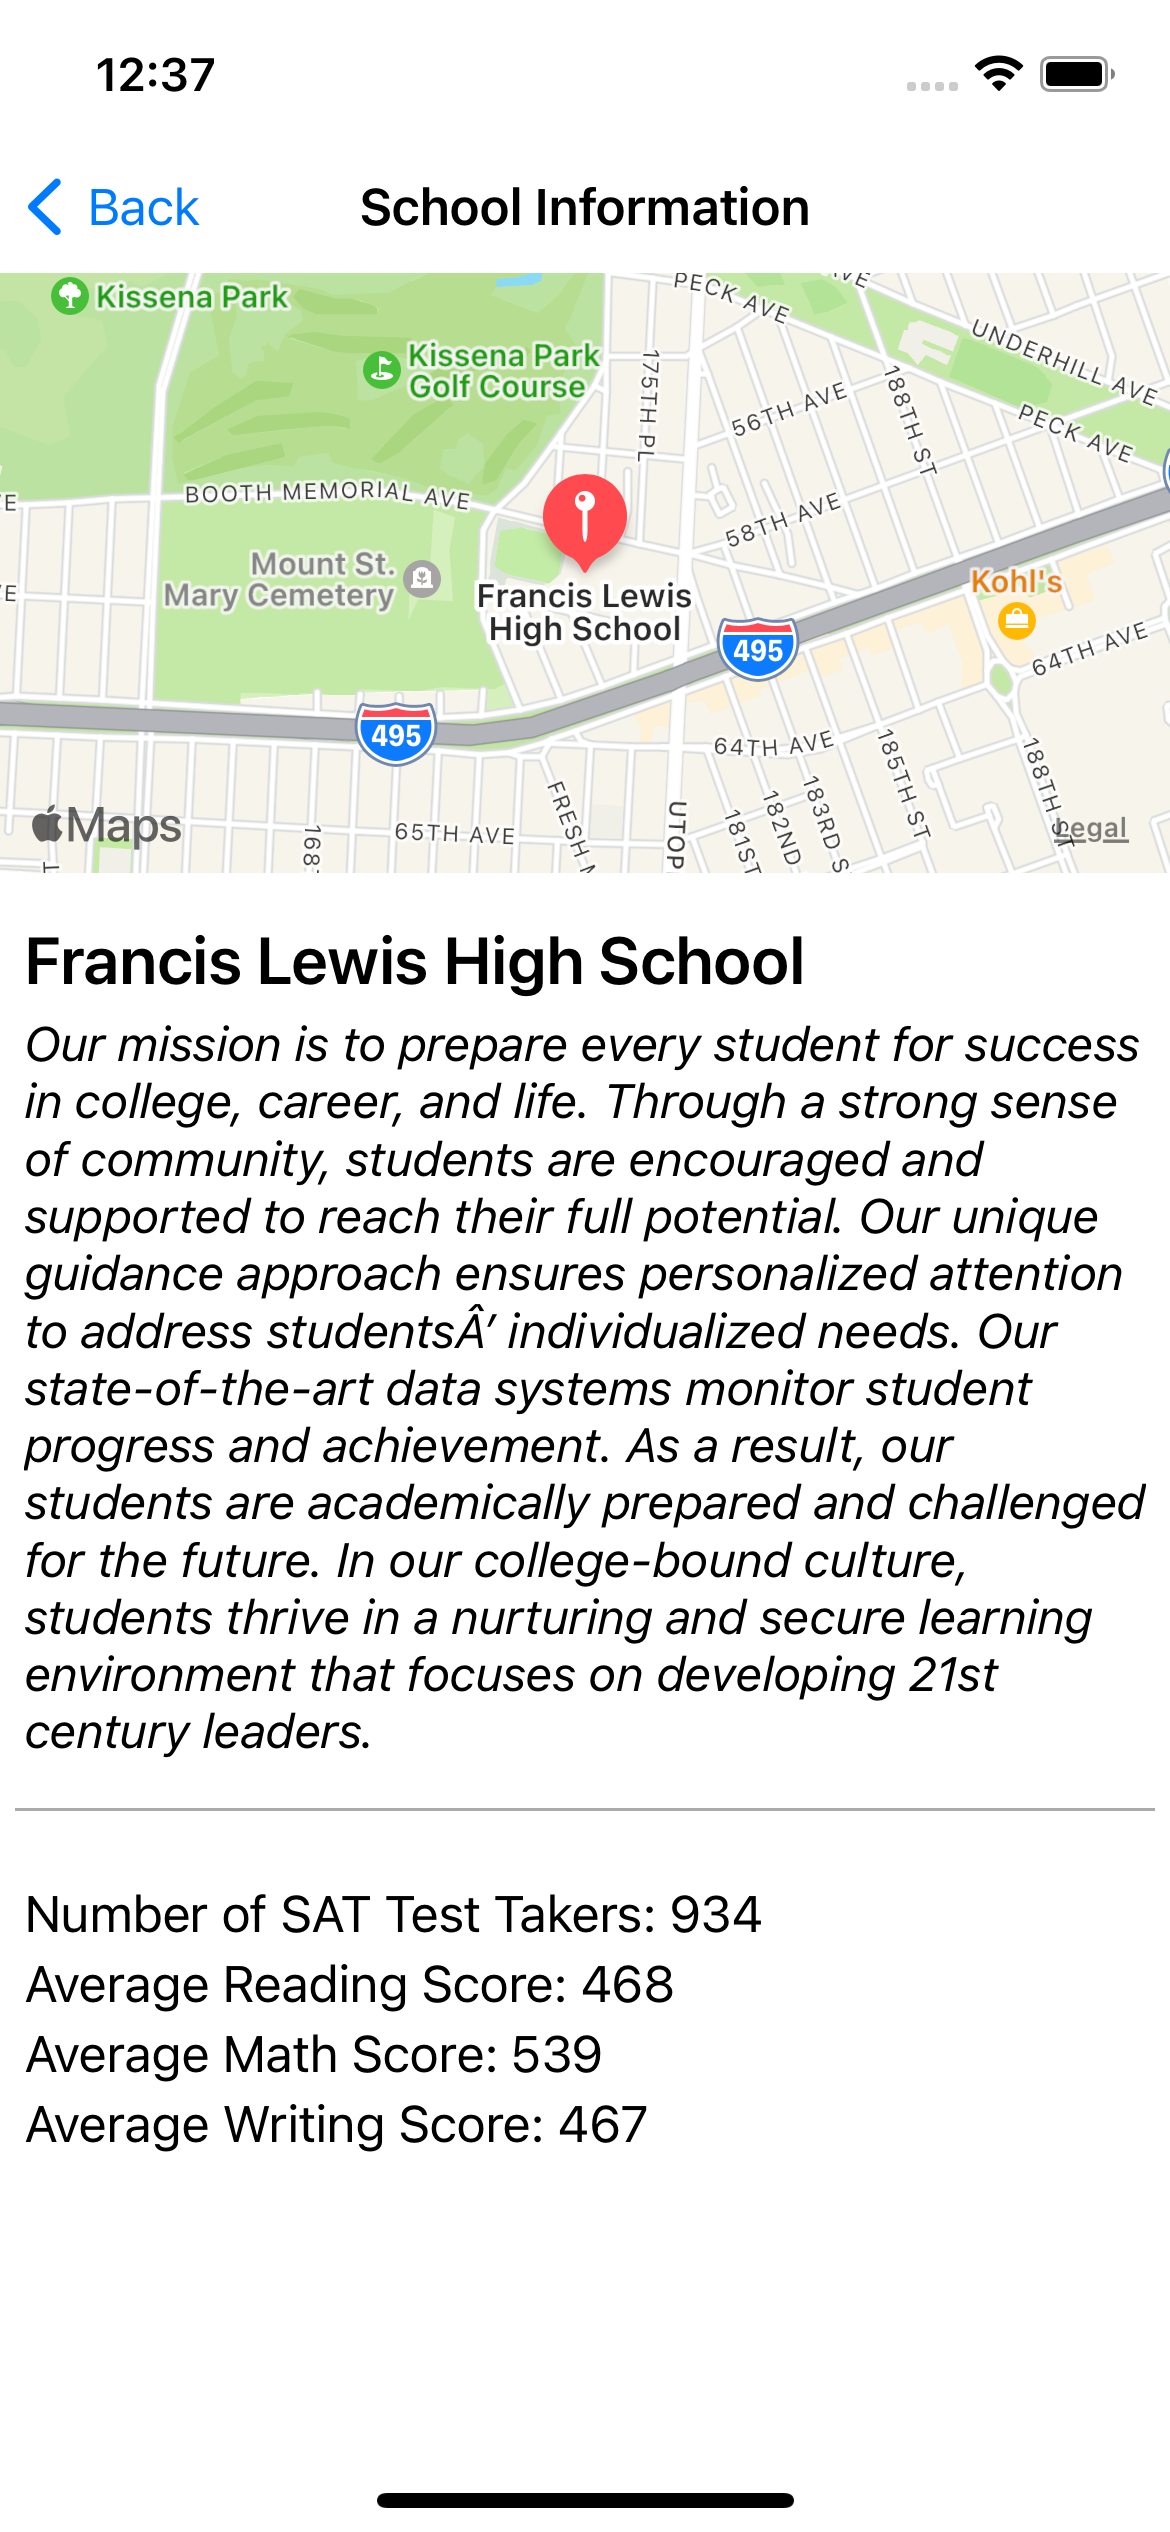 12:37
Back
School Information
Kissena Park
Kissena Park
Golf Course
PECK AVE
UNDERHILL AVE
PECK AVE
175TH PL
56TH AVE
188TH ST
BOOTH MEMORIAL AVE
58TH AVE
Mount St.
Mary Cemetery
Francis Lewis
High School
Kohl's
495
64TH AVE
495
64TH AVE
185TH ST
188TH ST
183RD S
182ND
181ST
FRESH M
UTOP
65TH AVE
168
Maps
Legal
Francis Lewis High School
Our mission is to prepare every student for success
in college, career, and life. Through a strong sense
of community, students are encouraged and
supported to reach their full potential. Our unique
guidance approach ensures personalized attention
to address studentsÂ’ individualized needs. Our
state-of-the-art data systems monitor student
progress and achievement. As a result, our
students are academically prepared and challenged
for the future. In our college-bound culture,
students thrive in a nurturing and secure learning
environment that focuses on developing 21st
century leaders.
Number of SAT Test Takers: 934
Average Reading Score: 468
Average Math Score: 539
Average Writing Score: 467